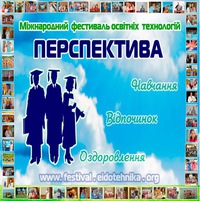 Міжнародний фестиваль освітніх технологій
ПЕРСПЕКТИВА
Навчання
Відпочинок
Оздоровлення
www.festival.eidotehnika.org